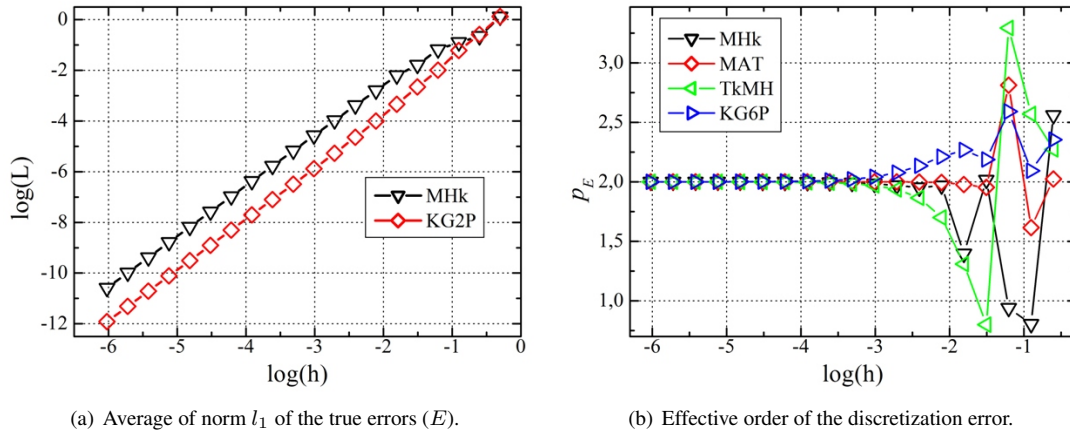 0
-2
-4
-6
-8
-10
-12
log(L)
MHk
KG2P
-6
-5
-4
-3
-2
-1
0
log(h)
(a) Average of norm l₁ of the true errors (E).
3,0
2,5
2,0
1,5
1,0
p_E
MHk
MAT
TkMH
KG6P
-6
-5
-4
-3
-2
-1
log(h)
(b) Effective order of the discretization error.